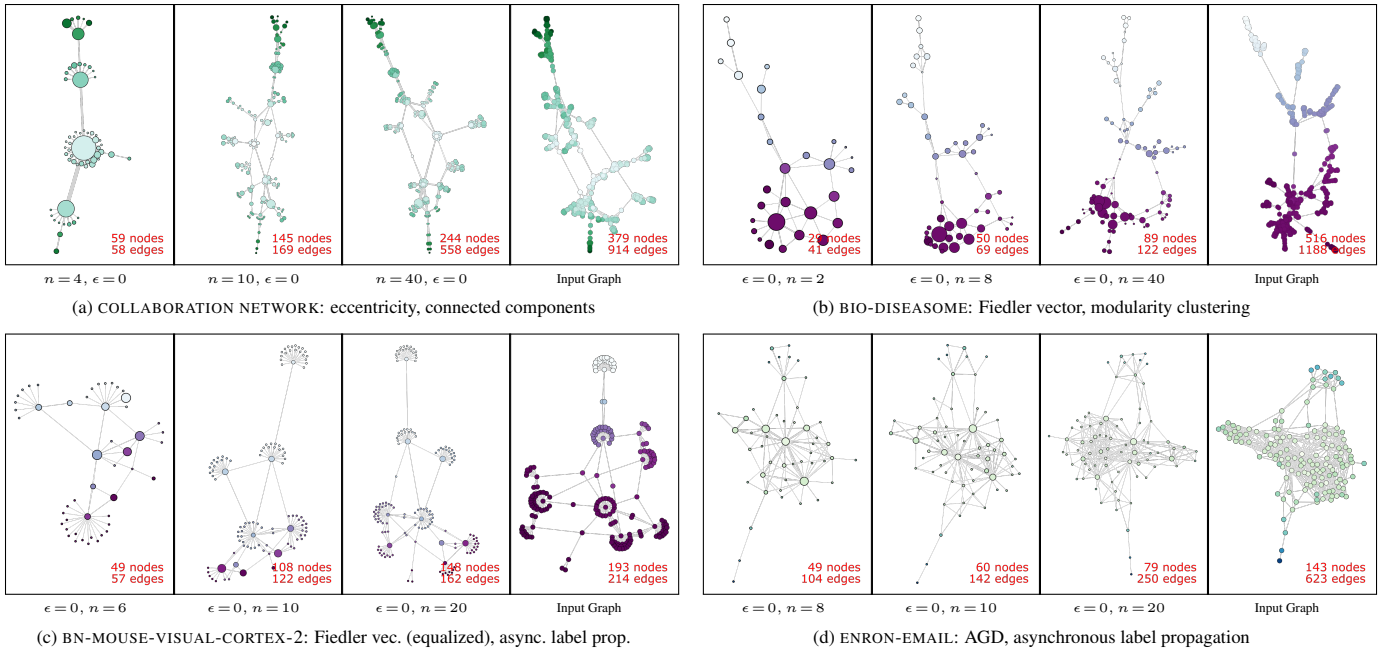 59 nodes
58 edges
145 nodes
169 edges
244 nodes
558 edges
379 nodes
914 edges
n=4, ϵ=0
n=10, ϵ=0
n=40, ϵ=0
Input Graph
(a) COLLABORATION NETWORK: eccentricity, connected components
29 nodes
41 edges
50 nodes
69 edges
89 nodes
122 edges
516 nodes
1188 edges
ϵ=0, n=2
ϵ=0, n=8
ϵ=0, n=40
Input Graph
(b) BIO-DISEASOME: Fiedler vector, modularity clustering
49 nodes
57 edges
108 nodes
122 edges
148 nodes
162 edges
193 nodes
214 edges
ϵ=0, n=6
ϵ=0, n=10
ϵ=0, n=20
Input Graph
(c) BN-MOUSE-VISUAL-CORTEX-2: Fiedler vec. (equalized), async. label prop.
49 nodes
104 edges
60 nodes
142 edges
79 nodes
250 edges
143 nodes
623 edges
ϵ=0, n=8
ϵ=0, n=10
ϵ=0, n=20
Input Graph
(d) ENRON-EMAIL: AGD, asynchronous label propagation